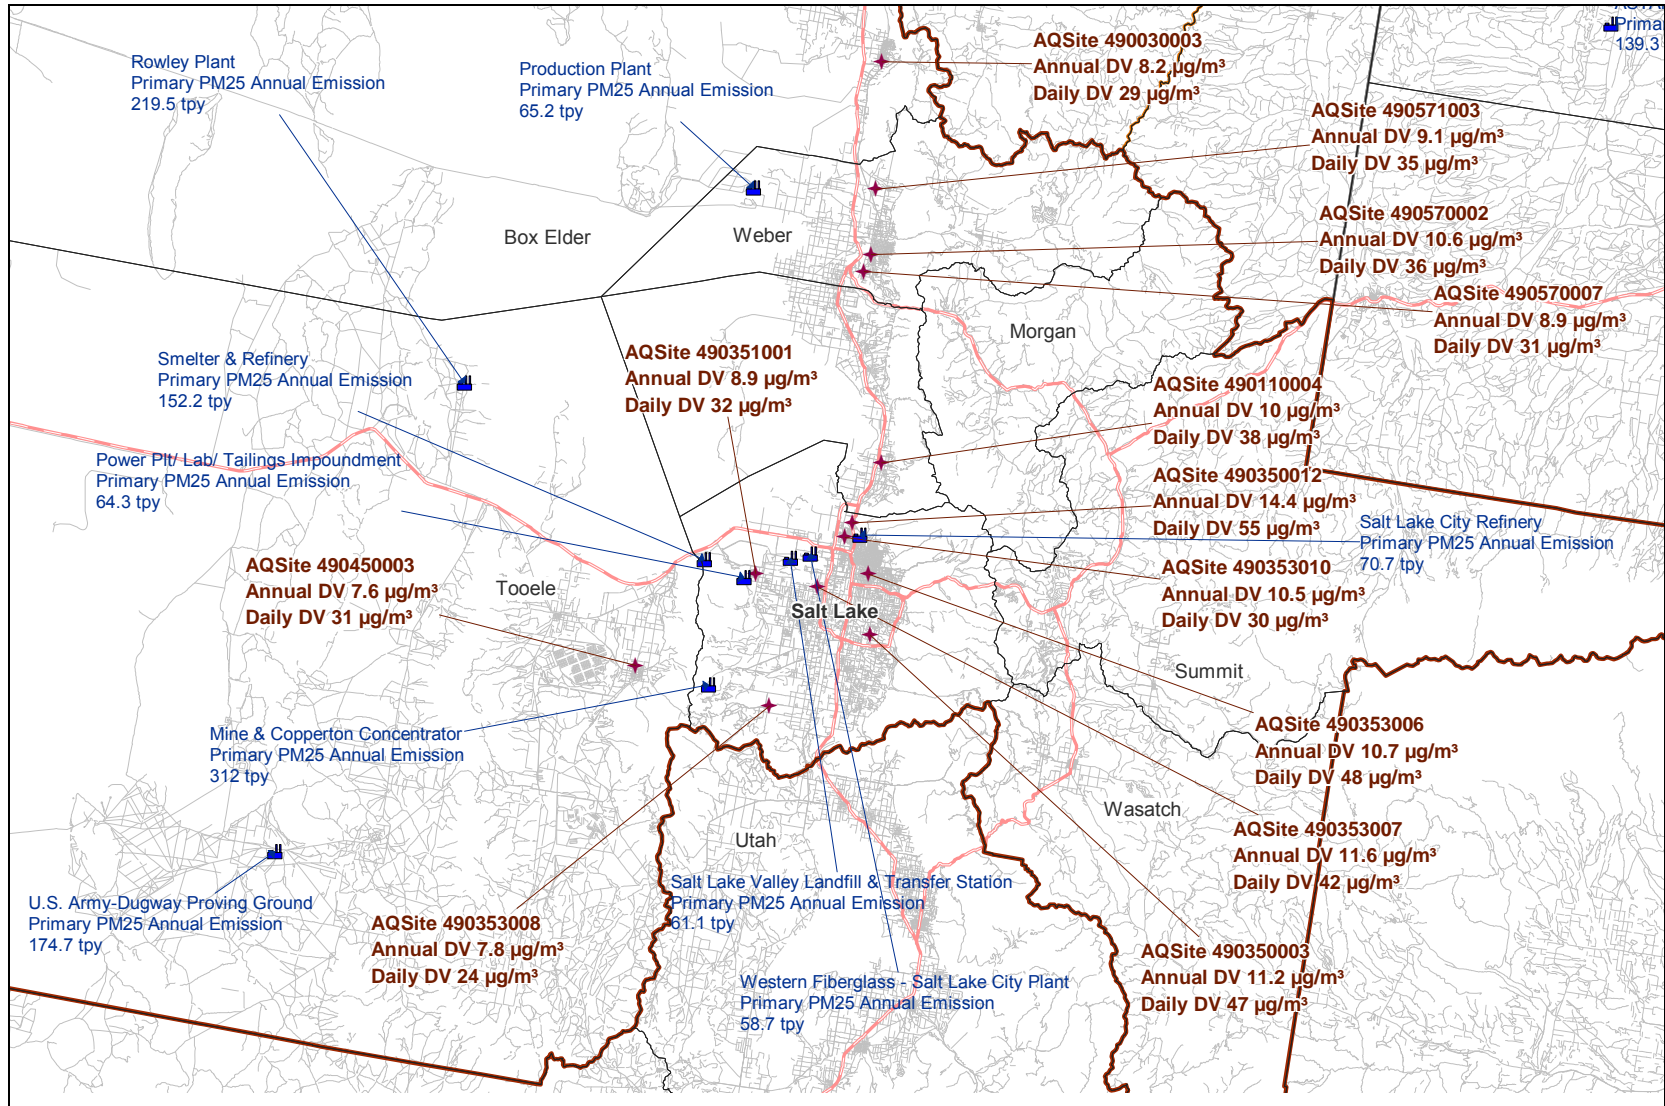 Primar
139.3
Rowley Plant
Primary PM25 Annual Emission
219.5 tpy
Production Plant
Primary PM25 Annual Emission
65.2 tpy
AQSite 490030003
Annual DV 8.2 µg/m³
Daily DV 29 µg/m³
AQSite 490571003
Annual DV 9.1 µg/m³
Daily DV 35 µg/m³
AQSite 490570002
Annual DV 10.6 µg/m³
Daily DV 36 µg/m³
AQSite 490570007
Annual DV 8.9 µg/m³
Daily DV 31 µg/m³
Box Elder
Weber
Morgan
Smelter & Refinery
Primary PM25 Annual Emission
152.2 tpy
AQSite 490351001
Annual DV 8.9 µg/m³
Daily DV 32 µg/m³
AQSite 490110004
Annual DV 10 µg/m³
Daily DV 38 µg/m³
Power Plt/ Lab/ Tailings Impoundment
Primary PM25 Annual Emission
64.3 tpy
AQSite 490350012
Annual DV 14.4 µg/m³
Daily DV 55 µg/m³
Salt Lake City Refinery
Primary PM25 Annual Emission
70.7 tpy
AQSite 490450003
Annual DV 7.6 µg/m³
Daily DV 31 µg/m³
Tooele
Salt Lake
AQSite 490353010
Annual DV 10.5 µg/m³
Daily DV 30 µg/m³
Summit
Mine & Copperton Concentrator
Primary PM25 Annual Emission
312 tpy
AQSite 490353006
Annual DV 10.7 µg/m³
Daily DV 48 µg/m³
Wasatch
Utah
AQSite 490353007
Annual DV 11.6 µg/m³
Daily DV 42 µg/m³
U.S. Army-Dugway Proving Ground
Primary PM25 Annual Emission
174.7 tpy
AQSite 490353008
Annual DV 7.8 µg/m³
Daily DV 24 µg/m³
Salt Lake Valley Landfill & Transfer Station
Primary PM25 Annual Emission
61.1 tpy
Western Fiberglass - Salt Lake City Plant
Primary PM25 Annual Emission
58.7 tpy
AQSite 490350003
Annual DV 11.2 µg/m³
Daily DV 47 µg/m³